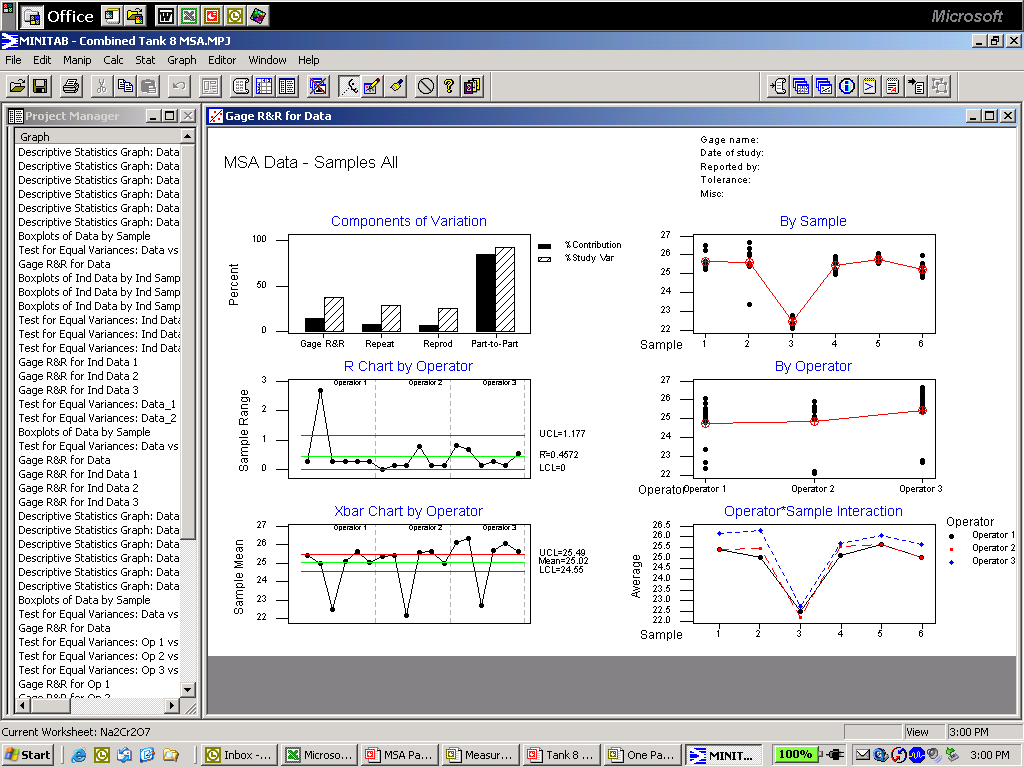 Office
Microsoft
MINITAB - Combined Tank 8 MSA.MPJ
File Edit Manip Calc Stat Graph Editor Window Help
Project Manager
Graph
Descriptive Statistics Graph: Data
Descriptive Statistics Graph: Data
Descriptive Statistics Graph: Data
Descriptive Statistics Graph: Data
Descriptive Statistics Graph: Data
Descriptive Statistics Graph: Data
Boxplots of Data by Sample
Test for Equal Variances: Data vs
Gage R&R for Data
Boxplots of Ind Data by Ind Samp
Boxplots of Ind Data by Ind Samp
Boxplots of Ind Data by Ind Samp
Test for Equal Variances: Ind Data
Test for Equal Variances: Ind Data
Test for Equal Variances: Ind Data
Gage R&R for Ind Data 1
Gage R&R for Ind Data 2
Gage R&R for Ind Data 3
Test for Equal Variances: Data_1
Test for Equal Variances: Data_2
Boxplots of Data by Sample
Test for Equal Variances: Data vs
Gage R&R for Data
Gage R&R for Ind Data 1
Gage R&R for Ind Data 2
Gage R&R for Ind Data 3
Descriptive Statistics Graph: Data
Descriptive Statistics Graph: Data
Descriptive Statistics Graph: Data
Descriptive Statistics Graph: Data
Descriptive Statistics Graph: Data
Descriptive Statistics Graph: Data
Boxplots of Data by Sample
Test for Equal Variances: Data vs
Gage R&R for Data
Test for Equal Variances: Op 1 vs
Test for Equal Variances: Op 2 vs
Test for Equal Variances: Op 3 vs
Gage R&R for Op 1
Gage R&R for Op 2
Gage R&R for Data
MSA Data - Samples All
Gage name:
Date of study:
Reported by:
Tolerance:
Misc:
Components of Variation
100
50
0
Percent
Gage R&R Repeat Reprod Part-to-Part
%Contribution
%Study Var
By Sample
27
26
25
24
23
22
Sample 1 2 3 4 5 6
R Chart by Operator
3
2
1
0
Sample Range
Operator 1 Operator 2 Operator 3
UCL=1.177
R=0.4572
LCL=0
By Operator
27
26
25
24
23
22
Operator Operator 1 Operator 2 Operator 3
Xbar Chart by Operator
27
26
25
24
23
22
Sample Mean
Operator 1 Operator 2 Operator 3
UCL=25.49
Mean=25.02
LCL=24.55
Operator*Sample Interaction
26.5
26.0
25.5
25.0
24.5
24.0
23.5
23.0
22.5
22.0
Average
Sample 1 2 3 4 5 6
Operator
Operator 1
Operator 2
Operator 3
Current Worksheet: Na2Cr2O7
View
3:00 PM
Start
Inbox -...
Microso...
MSA Pa...
Measur...
Tank 8 ...
One Pa...
MINIT...
100%
3:00 PM